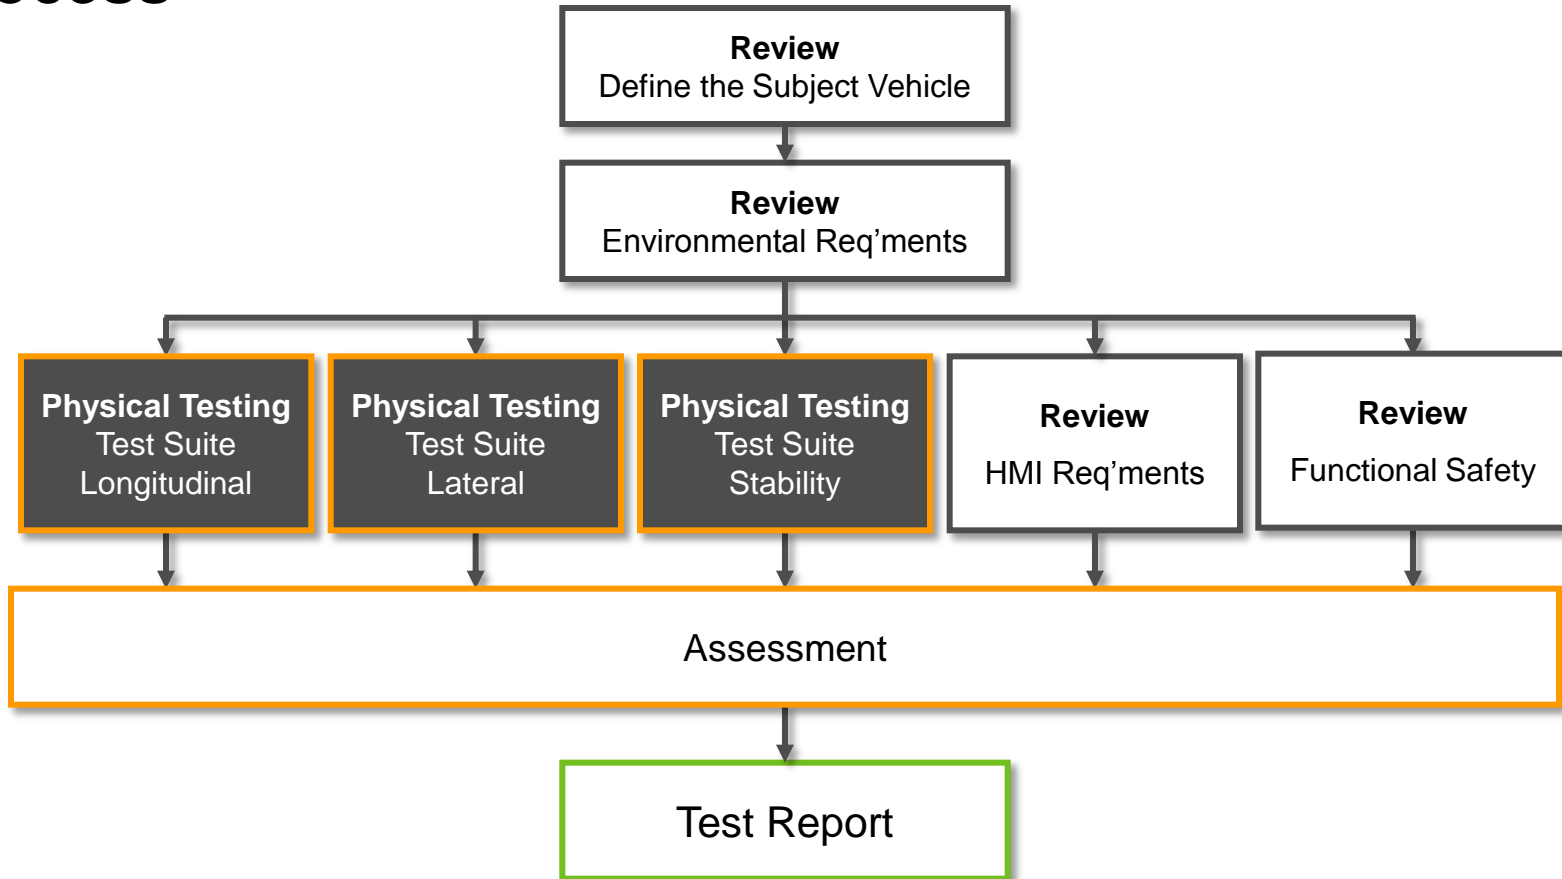 Review
Define the Subject Vehicle
Review
Environmental Req’ments
Physical Testing
Test Suite
Longitudinal
Physical Testing
Test Suite
Lateral
Physical Testing
Test Suite
Stability
Review
HMI Req’ments
Review
Functional Safety
Assessment
Test Report